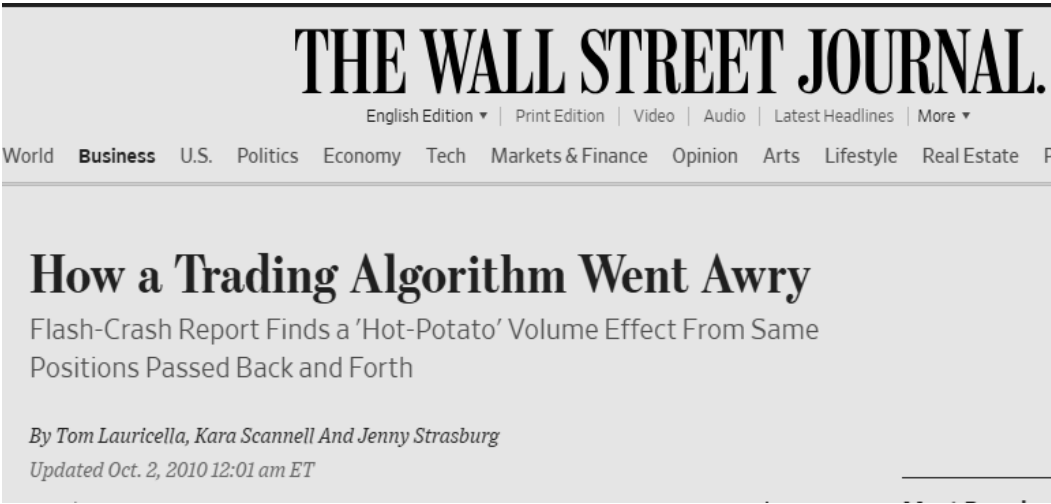 THE WALL STREET JOURNAL.
English Edition ▾ | Print Edition | Video | Audio | Latest Headlines | More ▾
World Business U.S. Politics Economy Tech Markets & Finance Opinion Arts Lifestyle Real Estate
How a Trading Algorithm Went Awry
Flash-Crash Report Finds a 'Hot-Potato' Volume Effect From Same
Positions Passed Back and Forth
By Tom Lauricella, Kara Scannell And Jenny Strasburg
Updated Oct. 2, 2010 12:01 am ET